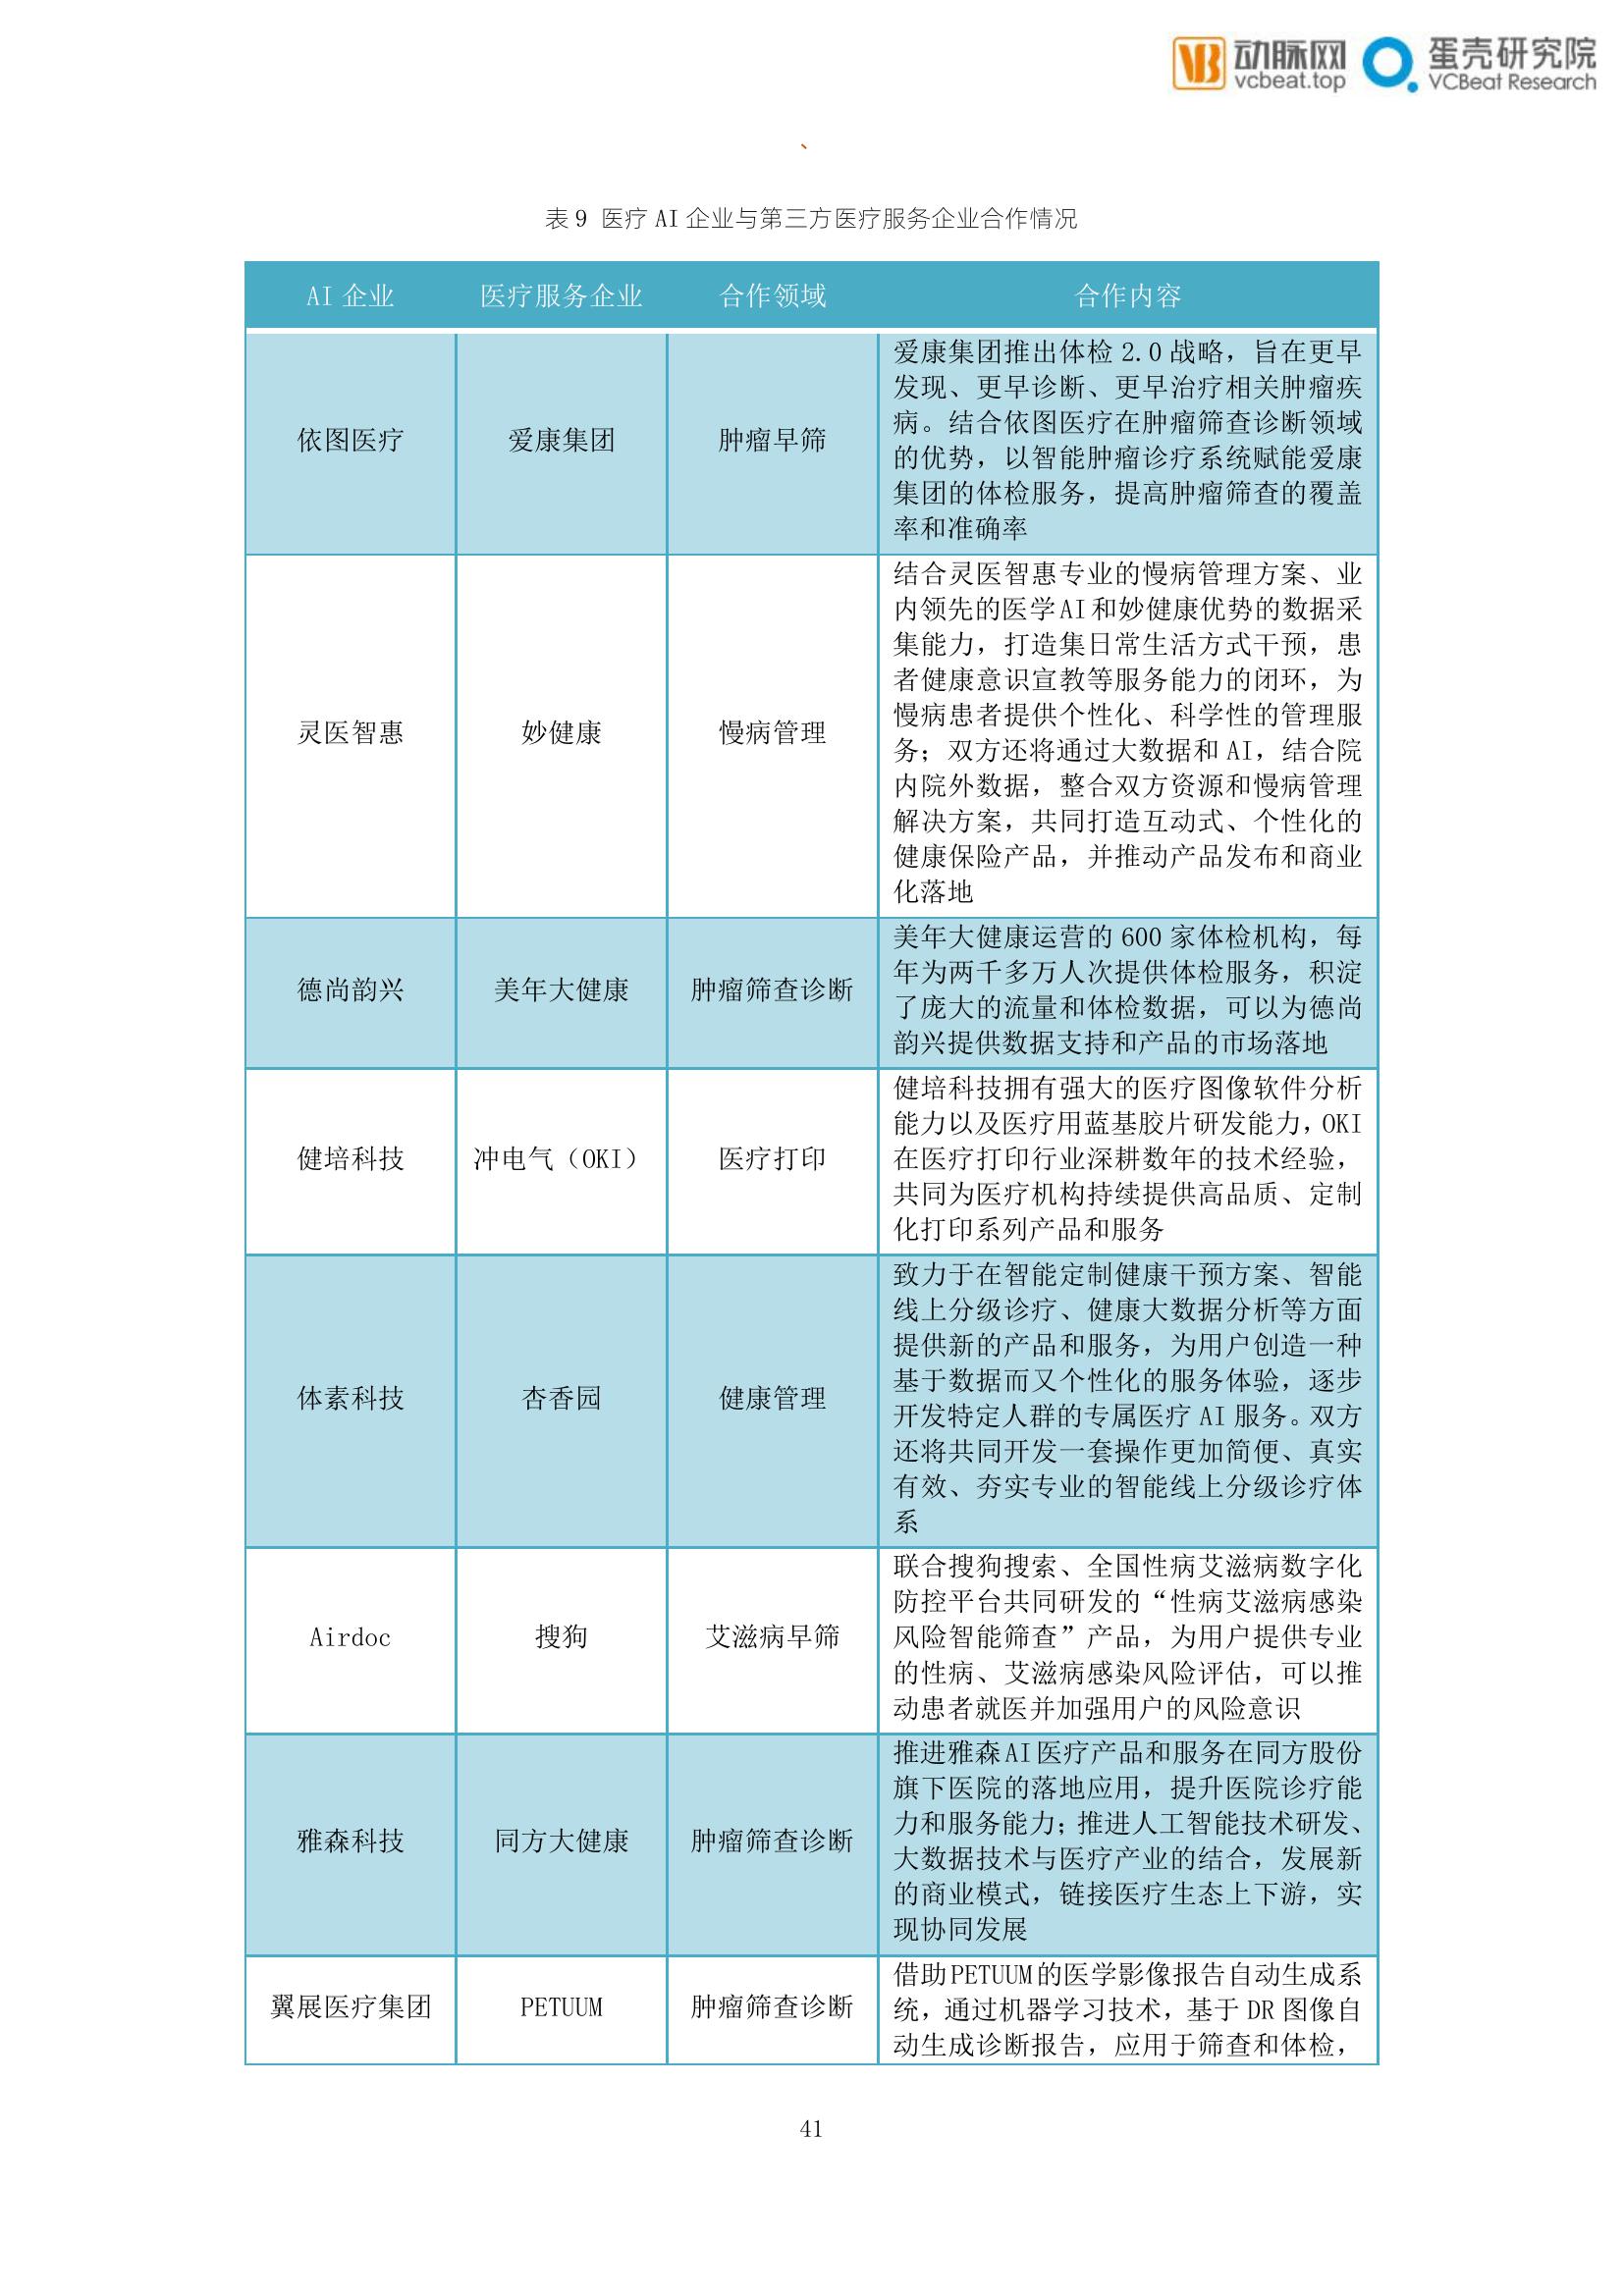 动脉网
vcbeat.top
蛋壳研究院
VCBeat Research
、
表 9 医疗 AI 企业与第三方医疗服务企业合作情况
AI 企业 医疗服务企业 合作领域 合作内容
依图医疗 爱康集团 肿瘤早筛
爱康集团推出体检 2.0 战略，旨在更早
发现、更早诊断、更早治疗相关肿瘤疾
病。结合依图医疗在肿瘤筛查诊断领域
的优势，以智能肿瘤诊疗系统赋能爱康
集团的体检服务，提高肿瘤筛查的覆盖
率和准确率
灵医智惠 妙健康 慢病管理
结合灵医智惠专业的慢病管理方案、业
内领先的医学 AI 和妙健康优势的数据采
集能力，打造集日常生活方式干预，患
者健康意识宣教等服务能力的闭环，为
慢病患者提供个性化、科学性的管理服
务；双方还将通过大数据和 AI，结合院
内院外数据，整合双方资源和慢病管理
解决方案，共同打造互动式、个性化的
健康保险产品，并推动产品发布和商业
化落地
德尚韵兴 美年大健康 肿瘤筛查诊断
美年大健康运营的 600 家体检机构，每
年为两千多万人次提供体检服务，积淀
了庞大的流量和体检数据，可以为德尚
韵兴提供数据支持和产品的市场落地
健培科技 冲电气（OKI） 医疗打印
健培科技拥有强大的医疗图像软件分析
能力以及医疗用蓝基胶片研发能力，OKI
在医疗打印行业深耕数年的技术经验，
共同为医疗机构持续提供高品质、定制
化打印系列产品和服务
体素科技 杏香园 健康管理
致力于在智能定制健康干预方案、智能
线上分级诊疗、健康大数据分析等方面
提供新的产品和服务，为用户创造一种
基于数据而又个性化的服务体验，逐步
开发特定人群的专属医疗 AI 服务。双方
还将共同开发一套操作更加简便、真实
有效、夯实专业的智能线上分级诊疗体
系
Airdoc 搜狗 艾滋病早筛
联合搜狗搜索、全国性病艾滋病数字化
防控平台共同研发的“性病艾滋病感染
风险智能筛查”产品，为用户提供专业
的性病、艾滋病感染风险评估，可以推
动患者就医并加强用户的风险意识
雅森科技 同方大健康 肿瘤筛查诊断
推进雅森 AI 医疗产品和服务在同方股份
旗下医院的落地应用，提升医院诊疗能
力和服务能力；推进人工智能技术研发、
大数据技术与医疗产业的结合，发展新
的商业模式，链接医疗生态上下游，实
现协同发展
翼展医疗集团 PETUUM 肿瘤筛查诊断
借助 PETUUM 的医学影像报告自动生成系
统，通过机器学习技术，基于 DR 图像自
动生成诊断报告，应用于筛查和体检，
41